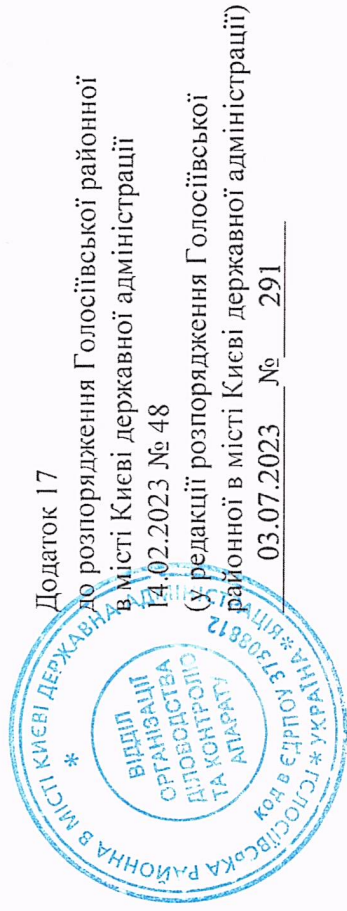 Додаток 17
до розпорядження Голосіївської районної
в місті Києві державної адміністрації
14.02.2023 № 48
(у редакції розпорядження Голосіївської
районної в місті Києві державної адміністрації)
03.07.2023 № 291
ГОЛОСІЇВСЬКА РАЙОННА В МІСТІ КИЄВІ ДЕРЖАВНА АДМІНІСТРАЦІЯ * УКРАЇНА *
Код в ЄДРПОУ 37308812
ВІДДІЛ
ОРГАНІЗАЦІЇ
ДІЛОВОДСТВА
ТА КОНТРОЛЮ
АПАРАТУ